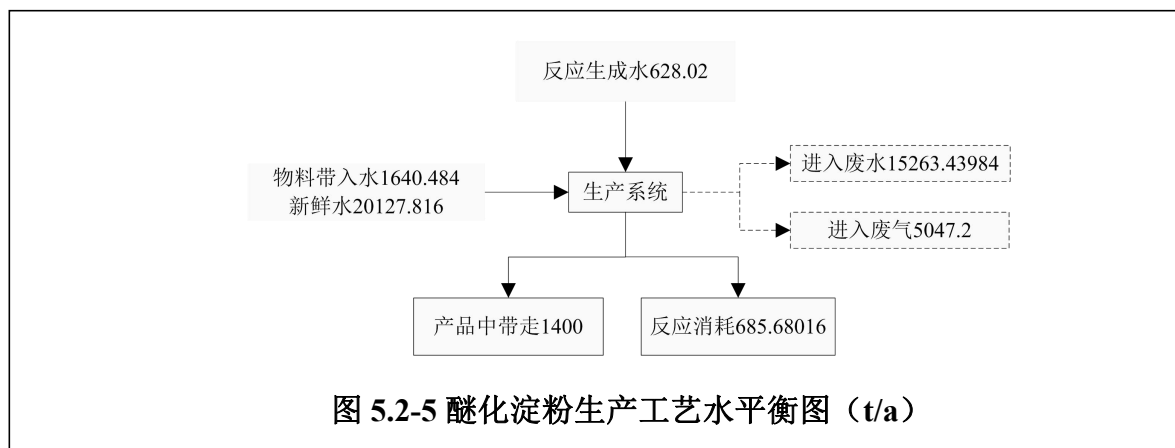 反应生成水628.02
物料带入水1640.484
新鲜水20127.816
生产系统
进入废水15263.43984
进入废气5047.2
产品中带走1400
反应消耗685.68016
图 5.2-5 醚化淀粉生产工艺水平衡图（t/a）